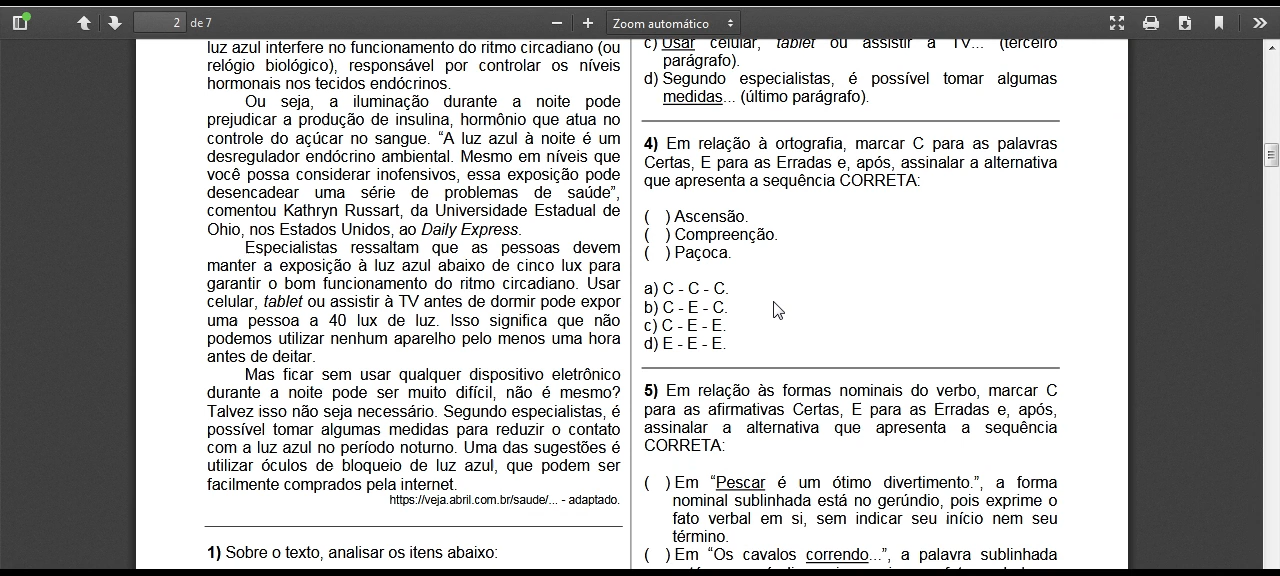 2 de 7
Zoom automático
luz azul interfere no funcionamento do ritmo circadiano (ou
relógio biológico), responsável por controlar os níveis
hormonais nos tecidos endócrinos.
Ou seja, a iluminação durante a noite pode
prejudicar a produção de insulina, hormônio que atua no
controle do açúcar no sangue. “A luz azul à noite é um
desregulador endócrino ambiental. Mesmo em níveis que
você possa considerar inofensivos, essa exposição pode
desencadear uma série de problemas de saúde”,
comentou Kathryn Russart, da Universidade Estadual de
Ohio, nos Estados Unidos, ao Daily Express.
Especialistas ressaltam que as pessoas devem
manter a exposição à luz azul abaixo de cinco lux para
garantir o bom funcionamento do ritmo circadiano. Usar
celular, tablet ou assistir à TV antes de dormir pode expor
uma pessoa a 40 lux de luz. Isso significa que não
podemos utilizar nenhum aparelho pelo menos uma hora
antes de deitar.
Mas ficar sem usar qualquer dispositivo eletrônico
durante a noite pode ser muito difícil, não é mesmo?
Talvez isso não seja necessário. Segundo especialistas, é
possível tomar algumas medidas para reduzir o contato
com a luz azul no período noturno. Uma das sugestões é
utilizar óculos de bloqueio de luz azul, que podem ser
facilmente comprados pela internet.
https://veja.abril.com.br/saude/... - adaptado.
1) Sobre o texto, analisar os itens abaixo:
c) Usar celular, tablet ou assistir à TV... (terceiro
parágrafo).
d) Segundo especialistas, é possível tomar algumas
medidas... (último parágrafo).
4) Em relação à ortografia, marcar C para as palavras
Certas, E para as Erradas e, após, assinalar a alternativa
que apresenta a sequência CORRETA:
( ) Ascensão.
( ) Compreenção.
( ) Paçoca.
a) C - C - C.
b) C - E - C.
c) C - E - E.
d) E - E - E.
5) Em relação às formas nominais do verbo, marcar C
para as afirmativas Certas, E para as Erradas e, após,
assinalar a alternativa que apresenta a sequência
CORRETA:
( ) Em “Pescar é um ótimo divertimento.”, a forma
nominal sublinhada está no gerúndio, pois exprime o
fato verbal em si, sem indicar seu início nem seu
término.
( ) Em “Os cavalos correndo...”, a palavra sublinhada